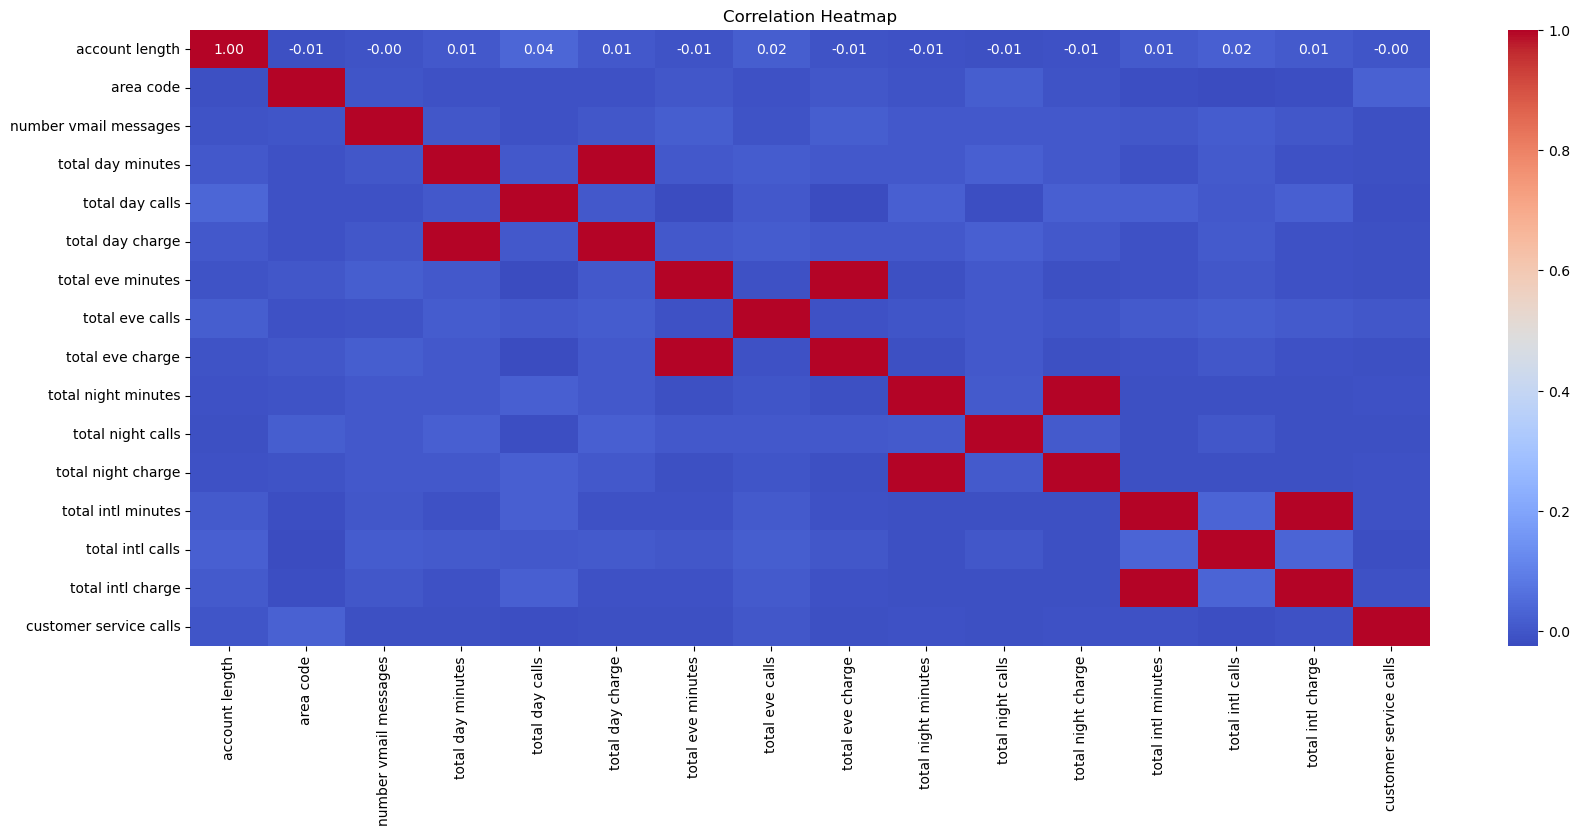 Correlation Heatmap
account length 1.00 -0.01 -0.00 0.01 0.04 0.01 -0.01 0.02 -0.01 -0.01 -0.01 -0.01 0.01 0.02 0.01 -0.00
area code
number vmail messages
total day minutes
total day calls
total day charge
total eve minutes
total eve calls
total eve charge
total night minutes
total night calls
total night charge
total intl minutes
total intl calls
total intl charge
customer service calls
account length
area code
number vmail messages
total day minutes
total day calls
total day charge
total eve minutes
total eve calls
total eve charge
total night minutes
total night calls
total night charge
total intl minutes
total intl calls
total intl charge
customer service calls
1.0
0.8
0.6
0.4
0.2
0.0